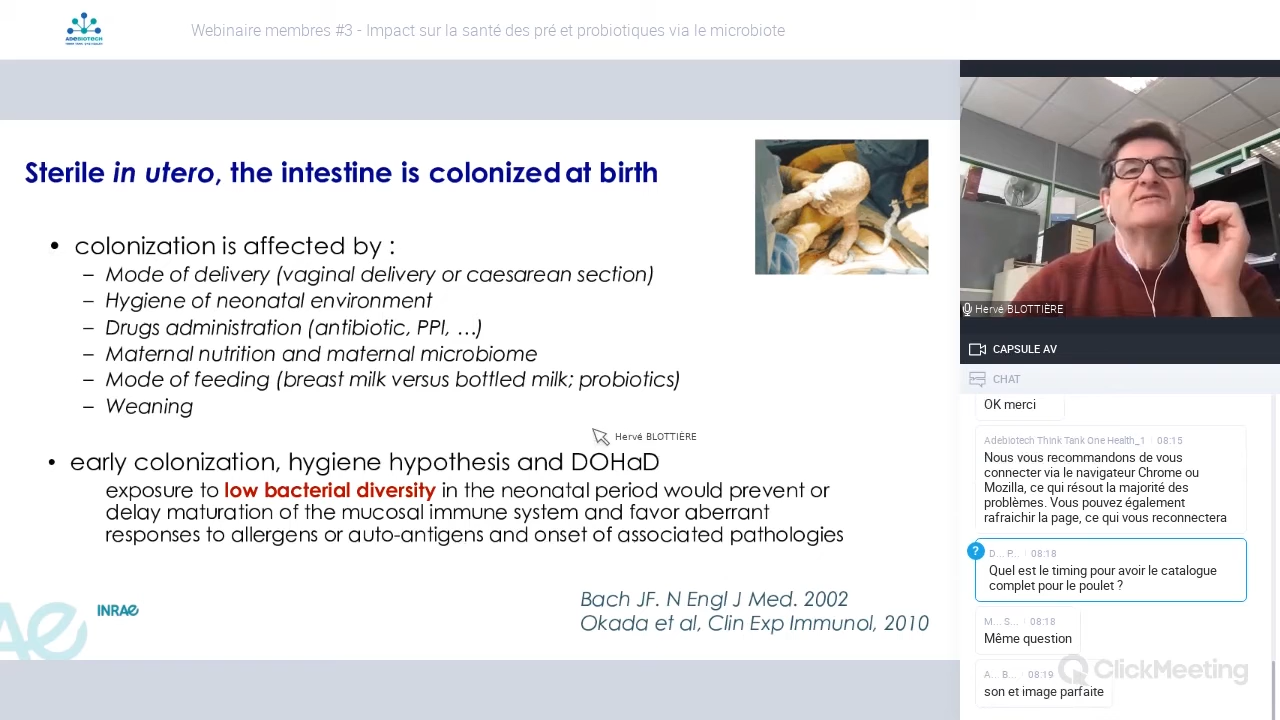 ADEBIOTECH
Webinaire membres #3 - Impact sur la santé des pré et probiotiques via le microbiote
Sterile in utero, the intestine is colonized at birth
• colonization is affected by :
– Mode of delivery (vaginal delivery or caesarean section)
– Hygiene of neonatal environment
– Drugs administration (antibiotic, PPI, …)
– Maternal nutrition and maternal microbiome
– Mode of feeding (breast milk versus bottled milk; probiotics)
– Weaning
Hervé BLOTTIÈRE
• early colonization, hygiene hypothesis and DOHaD
exposure to low bacterial diversity in the neonatal period would prevent or
delay maturation of the mucosal immune system and favor aberrant
responses to allergens or auto-antigens and onset of associated pathologies
Bach JF. N Engl J Med. 2002
Okada et al, Clin Exp Immunol, 2010
INRAE
AE
Hervé BLOTTIÈRE
CAPSULE AV
CHAT
OK merci
Adebiotech Think Tank One Health_1 08:15
Nous vous recommandons de vous
connecter via le navigateur Chrome ou
Mozilla, ce qui résout la majorité des
problèmes. Vous pouvez également
rafraichir la page, ce qui vous reconnectera
?
D... P... 08:18
Quel est le timing pour avoir le catalogue
complet pour le poulet ?
M... S... 08:18
Même question
A... B... 08:19
son et image parfaite
ClickMeeting